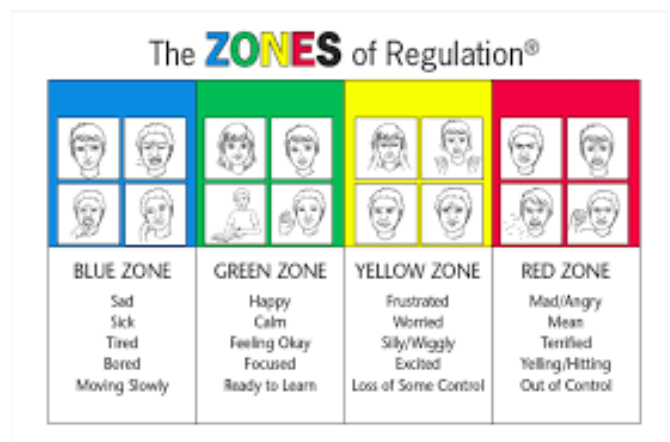 The ZONES of Regulation®
BLUE ZONE
Sad
Sick
Tired
Bored
Moving Slowly
GREEN ZONE
Happy
Calm
Feeling Okay
Focused
Ready to Learn
YELLOW ZONE
Frustrated
Worried
Silly/Wiggly
Excited
Loss of Some Control
RED ZONE
Mad/Angry
Mean
Terrified
Yelling/Hitting
Out of Control